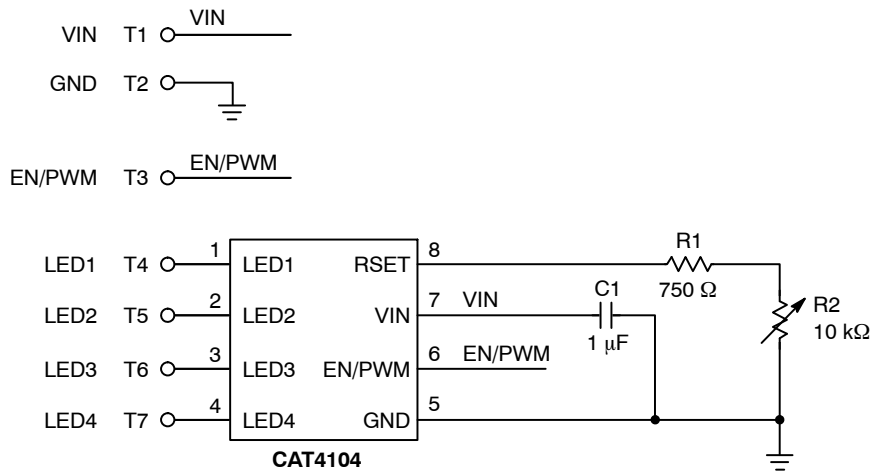 VIN T1 VIN
GND T2
EN/PWM T3 EN/PWM
LED1 T4 1 LED1 RSET 8 R1 750 Ω
LED2 T5 2 LED2 VIN 7 VIN C1 1 μF R2 10 kΩ
LED3 T6 3 LED3 EN/PWM 6 EN/PWM
LED4 T7 4 LED4 GND 5
CAT4104